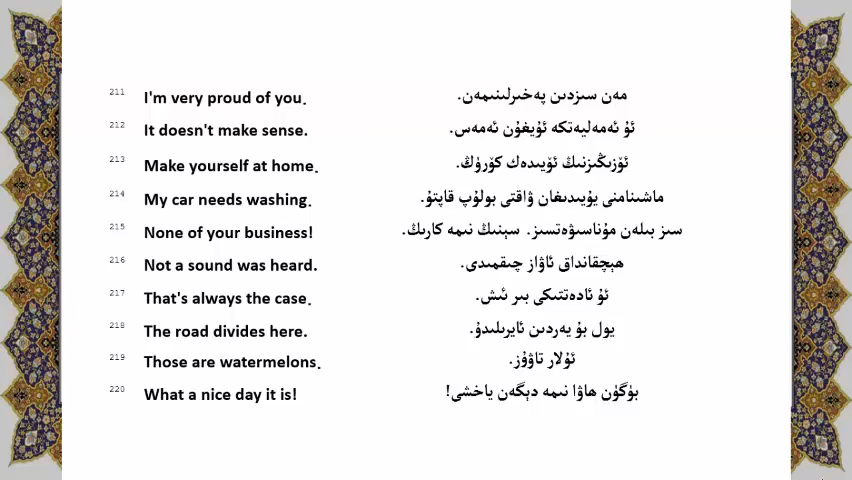 211 I'm very proud of you. مەن سىزدىن پەخىرلىنىمەن.
212 It doesn't make sense. ئۇ ئەمەلىيەتكە ئۇيغۇن ئەمەس.
213 Make yourself at home. ئۆزىڭىزنىڭ ئۆيىدەك كۆرۈڭ.
214 My car needs washing. ماشىنامنى يۇيىدىغان ۋاقتى بولۇپ قاپتۇ.
215 None of your business! سىز بىلەن مۇناسىۋەتسىز. سېنىڭ نىمە كارىڭ.
216 Not a sound was heard. ھېچقانداق ئاۋاز چىقمىدى.
217 That's always the case. ئۇ ئادەتتىكى بىر ئىش.
218 The road divides here. يول بۇ يەردىن ئايرىلىدۇ.
219 Those are watermelons. ئۇلار تاۋۇز.
220 What a nice day it is! بۈگۈن ھاۋا نىمە دېگەن ياخشى!